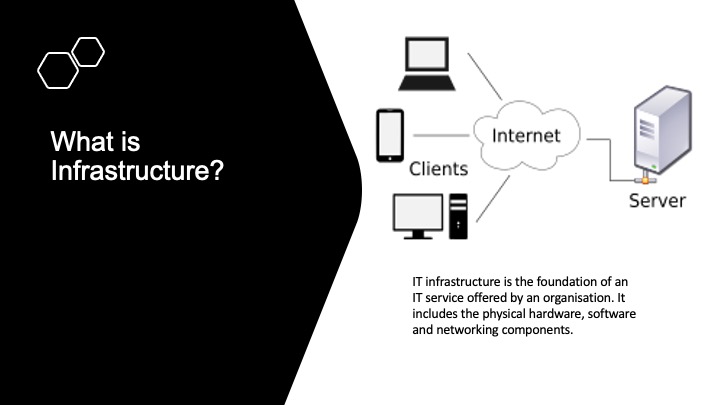 What is
Infrastructure?
Internet
Clients
Server
IT infrastructure is the foundation of an
IT service offered by an organisation. It
includes the physical hardware, software
and networking components.